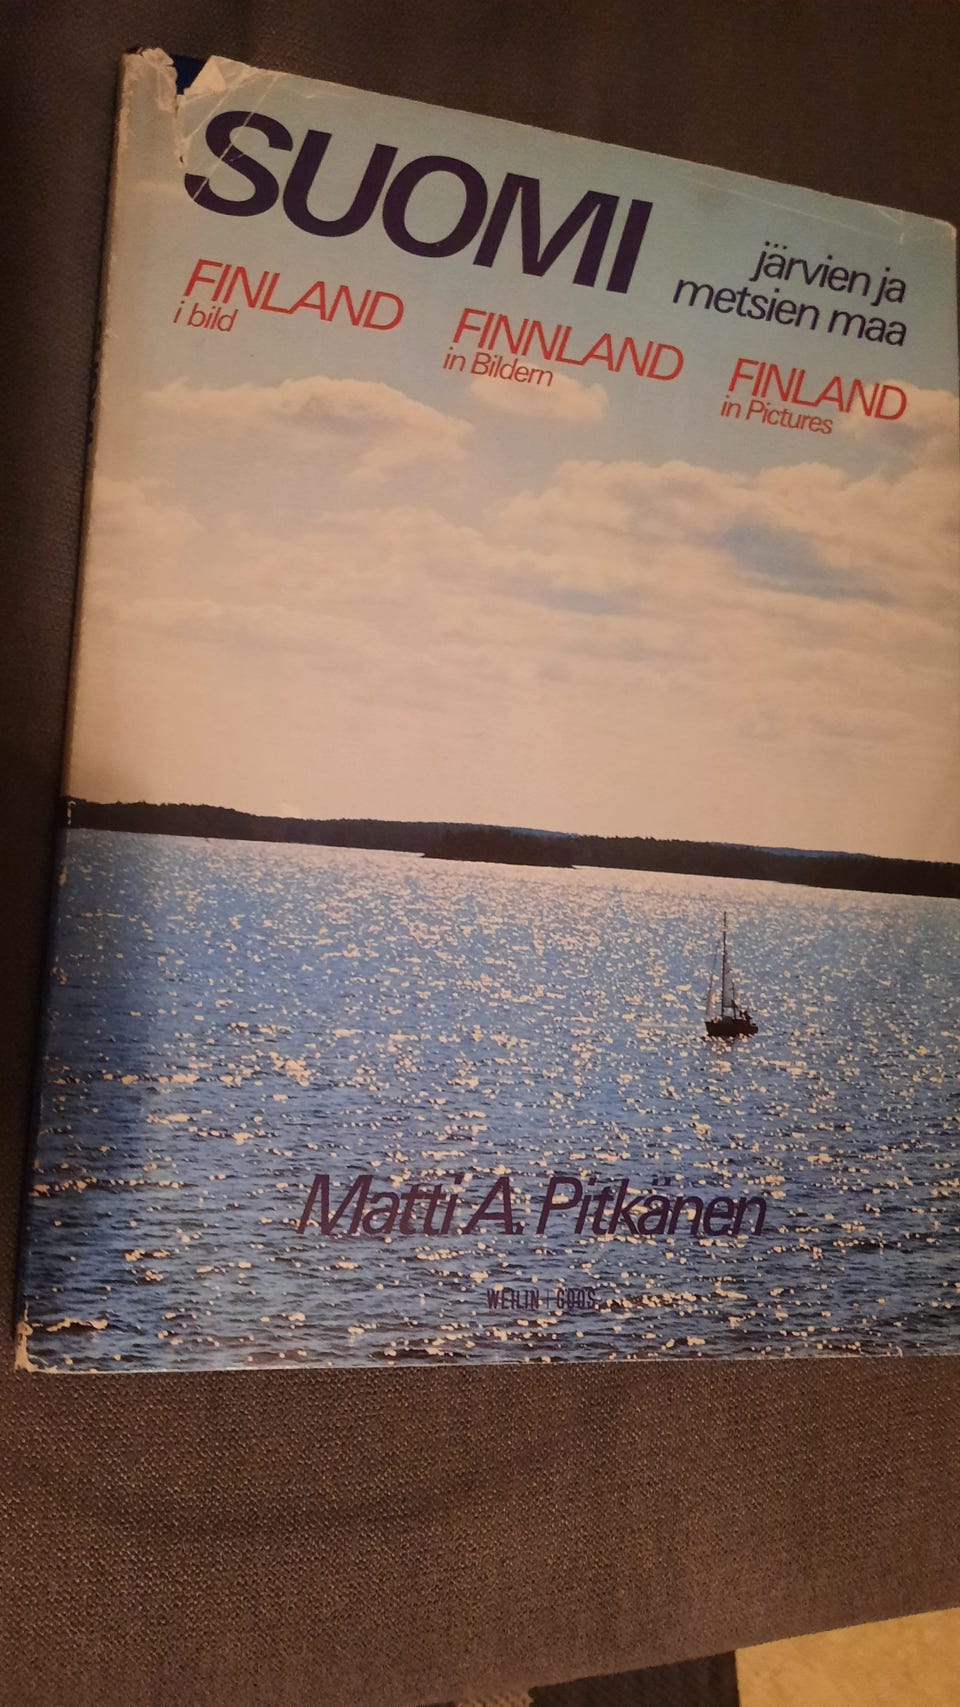 SUOMI
järvien ja
metsien maa
FINLAND
i bild
FINNLAND
in Bildern
FINLAND
in Pictures
Matti A. Pitkänen
WEILIN+GÖÖS